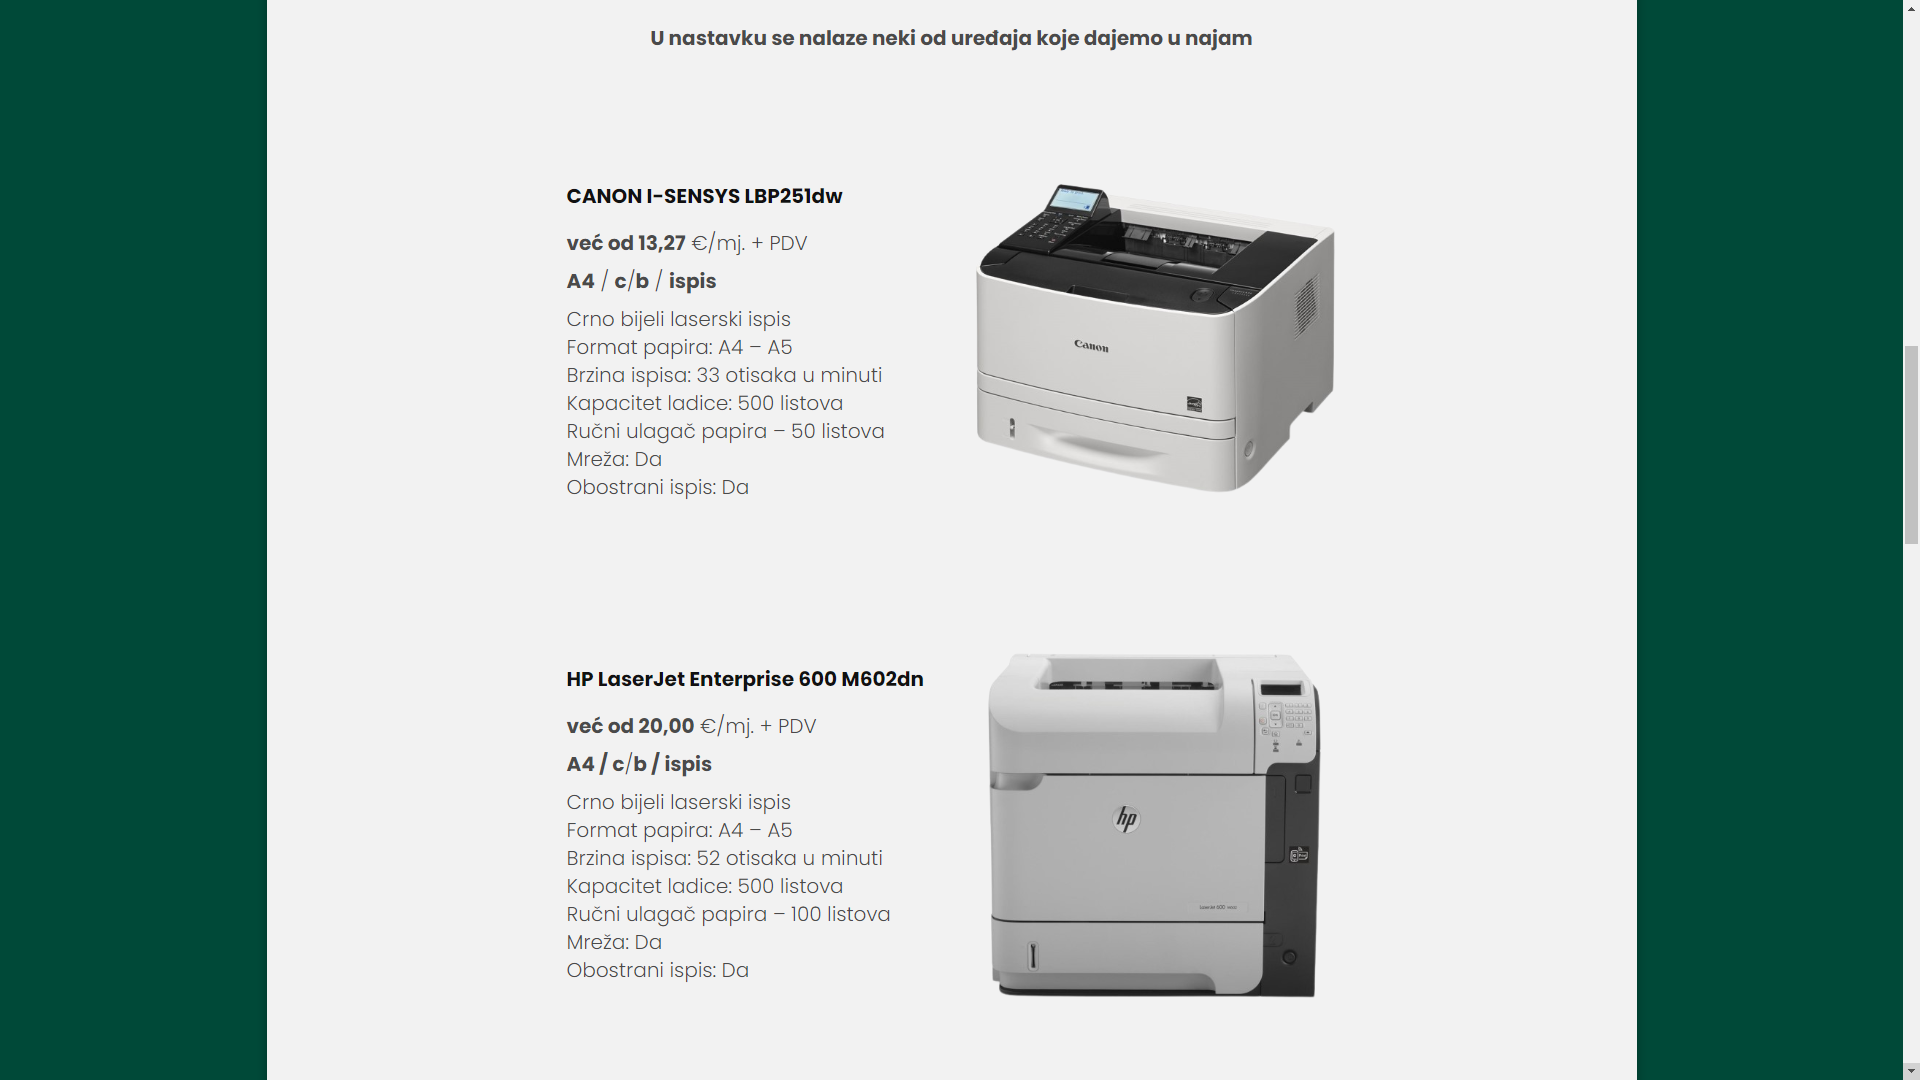 U nastavku se nalaze neki od uređaja koje dajemo u najam
CANON I-SENSYS LBP251dw
već od 13,27 €/mj. + PDV
A4 / c/b / ispis
Crno bijeli laserski ispis
Format papira: A4 – A5
Brzina ispisa: 33 otisaka u minuti
Kapacitet ladice: 500 listova
Ručni ulagač papira – 50 listova
Mreža: Da
Obostrani ispis: Da
Canon
HP LaserJet Enterprise 600 M602dn
već od 20,00 €/mj. + PDV
A4 / c/b / ispis
Crno bijeli laserski ispis
Format papira: A4 – A5
Brzina ispisa: 52 otisaka u minuti
Kapacitet ladice: 500 listova
Ručni ulagač papira – 100 listova
Mreža: Da
Obostrani ispis: Da
hp
LaserJet 600